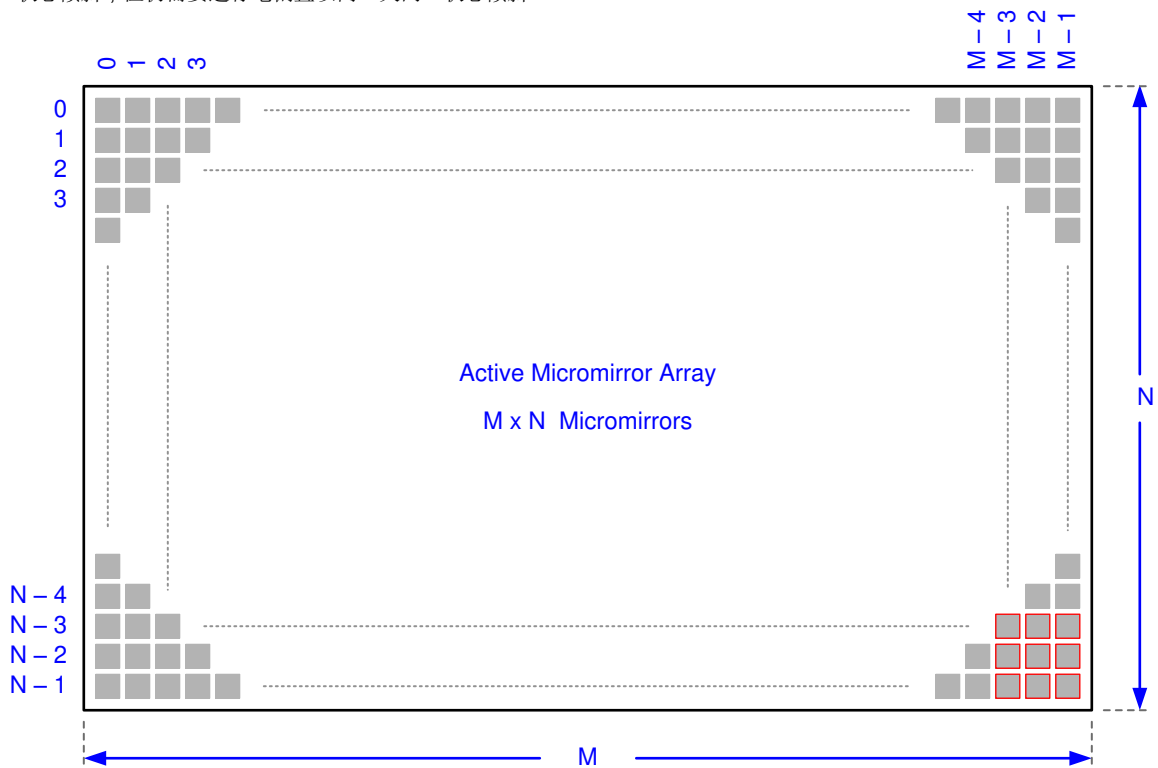 M – 4
M – 3
M – 2
M – 1
0
1
2
3
0
1
2
3
Active Micromirror Array
M x N Micromirrors
N
N – 4
N – 3
N – 2
N – 1
M